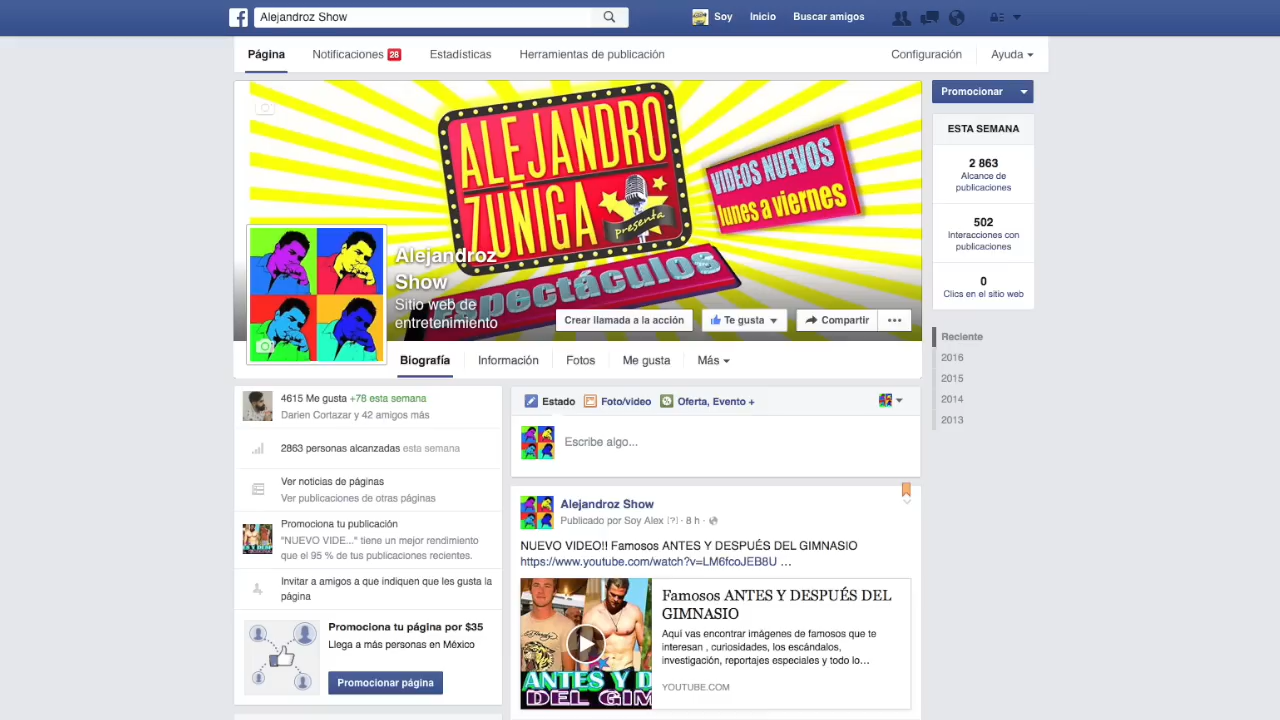 Alejandroz Show
Soy
Inicio
Buscar amigos
Página
Notificaciones 28
Estadísticas
Herramientas de publicación
Configuración
Ayuda
ALEJANDRO
ZUÑIGA
presenta
VIDEOS NUEVOS
lunes a viernes
Espectáculos
Alejandroz
Show
Sitio web de
entretenimiento
Crear llamada a la acción
Te gusta
Compartir
Biografía
Información
Fotos
Me gusta
Más
Promocionar
ESTA SEMANA
2 863
Alcance de
publicaciones
502
Interacciones con
publicaciones
0
Clics en el sitio web
Reciente
2016
2015
2014
2013
4615 Me gusta +78 esta semana
Darien Cortazar y 42 amigos más
2863 personas alcanzadas esta semana
Ver noticias de páginas
Ver publicaciones de otras páginas
Promociona tu publicación
"NUEVO VIDE..." tiene un mejor rendimiento
que el 95 % de tus publicaciones recientes.
Invitar a amigos a que indiquen que les gusta la
página
Promociona tu página por $35
Llega a más personas en México
Promocionar página
Estado
Foto/video
Oferta, Evento +
Escribe algo...
Alejandroz Show
Publicado por Soy Alex [?] · 8 h ·
NUEVO VIDEO!! Famosos ANTES Y DESPUÉS DEL GIMNASIO
https://www.youtube.com/watch?v=LM6fcoJEB8U ...
Famosos ANTES Y DESPUÉS DEL
GIMNASIO
Aquí vas encontrar imágenes de famosos que te
interesan , curiosidades, los escándalos,
investigación, reportajes especiales y todo lo...
YOUTUBE.COM
ANTES Y D
DEL GIM